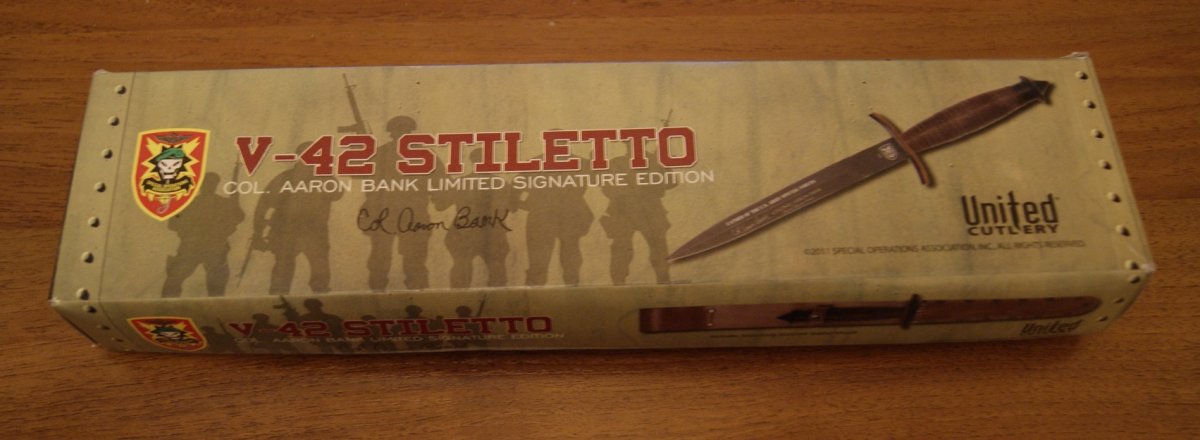 V-42 STILETTO
COL. AARON BANK LIMITED SIGNATURE EDITION
Col. Aaron Bank
United
CUTLERY
©2011 SPECIAL OPERATIONS ASSOCIATION, INC. ALL RIGHTS RESERVED
V-42 STILETTO
COL. AARON BANK LIMITED SIGNATURE EDITION
United
CUTLERY